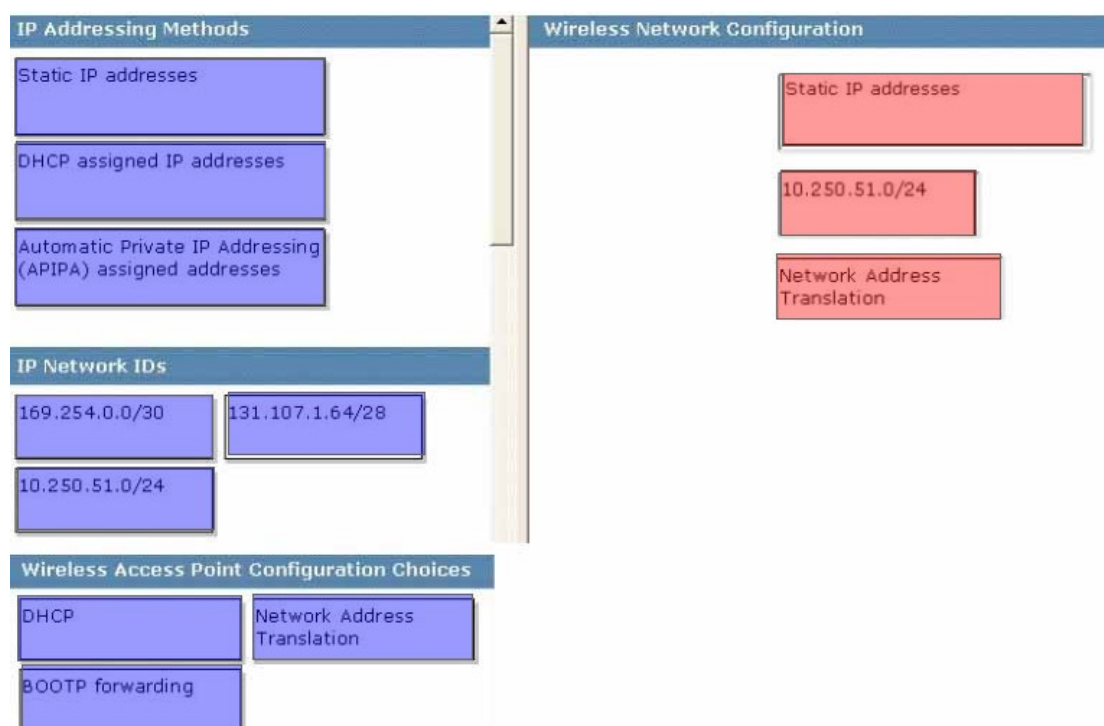 IP Addressing Methods
Static IP addresses
DHCP assigned IP addresses
Automatic Private IP Addressing
(APIPA) assigned addresses
IP Network IDs
169.254.0.0/30
131.107.1.64/28
10.250.51.0/24
Wireless Access Point Configuration Choices
DHCP
Network Address
Translation
BOOTP forwarding
Wireless Network Configuration
Static IP addresses
10.250.51.0/24
Network Address
Translation